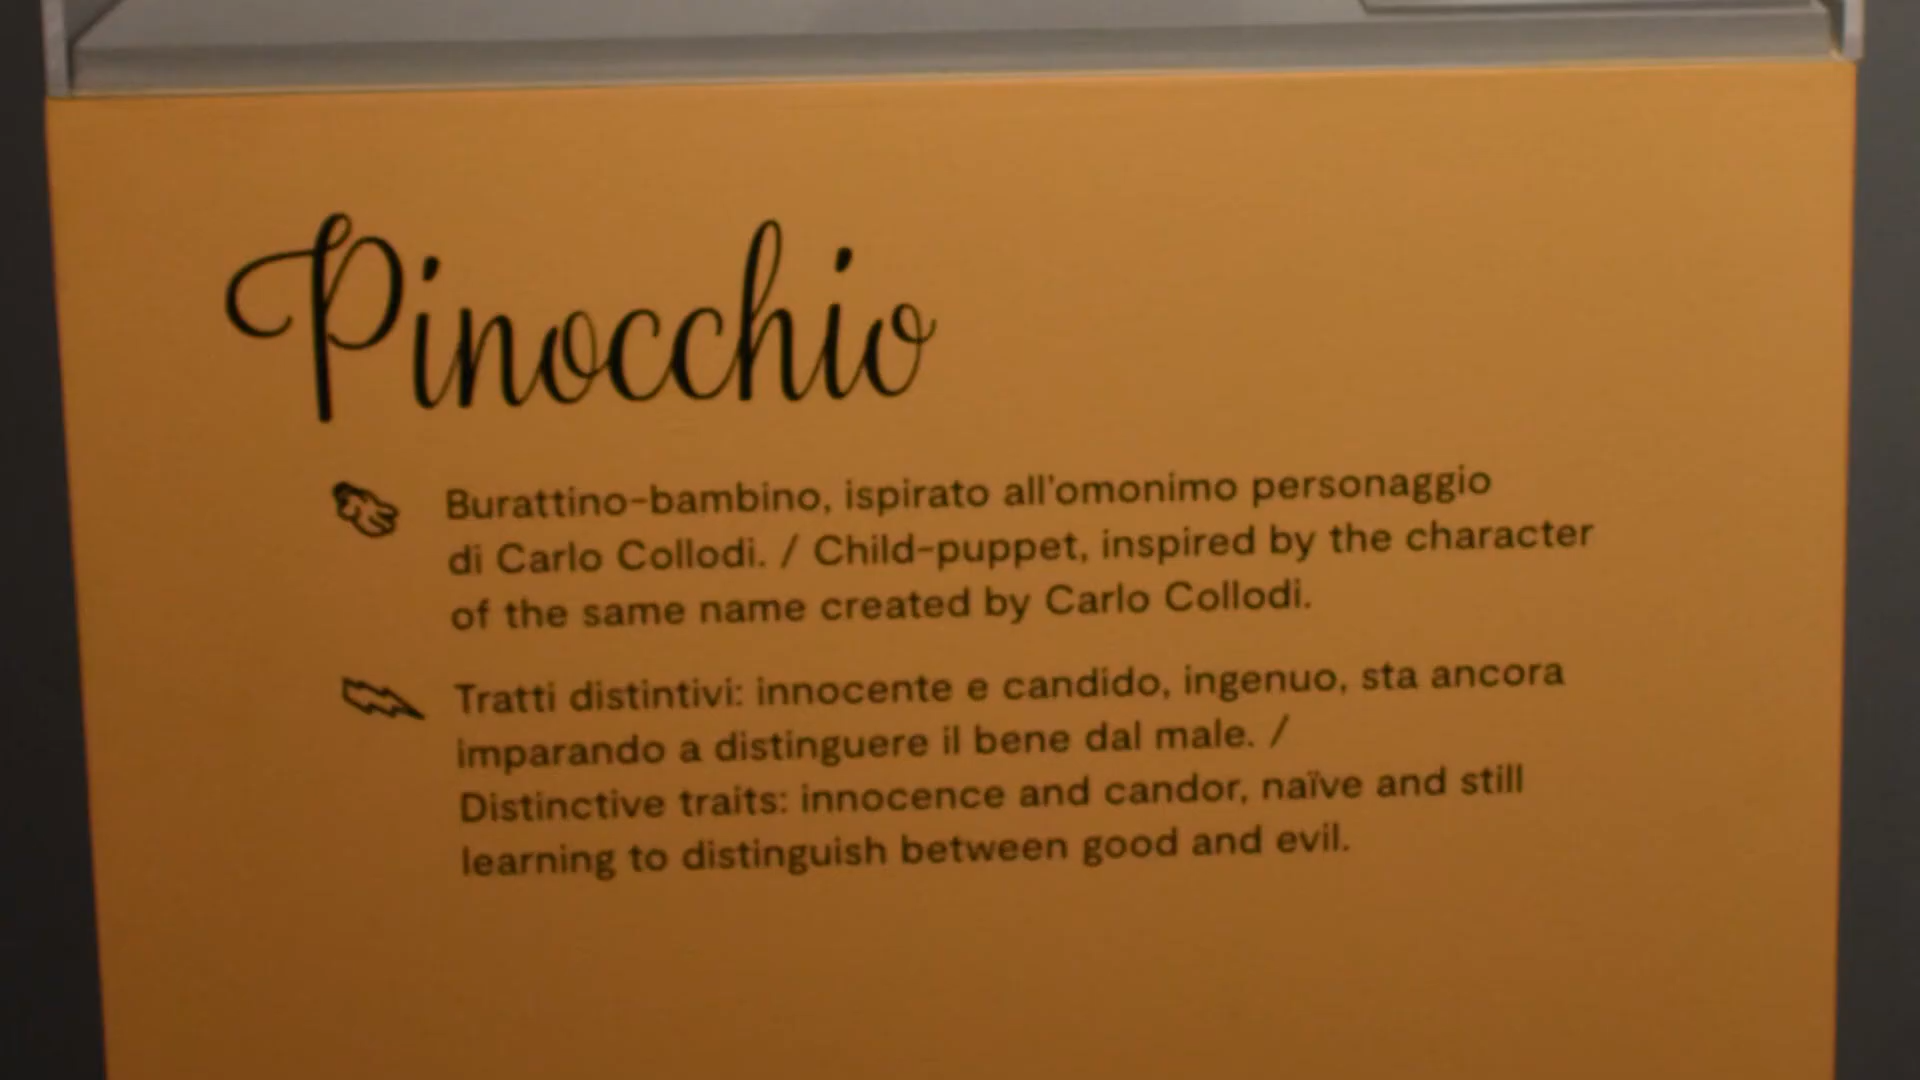 Pinocchio
Burattino-bambino, ispirato all'omonimo personaggio
di Carlo Collodi. / Child-puppet, inspired by the character
of the same name created by Carlo Collodi.
Tratti distintivi: innocente e candido, ingenuo, sta ancora
imparando a distinguere il bene dal male. /
Distinctive traits: innocence and candor, naïve and still
learning to distinguish between good and evil.